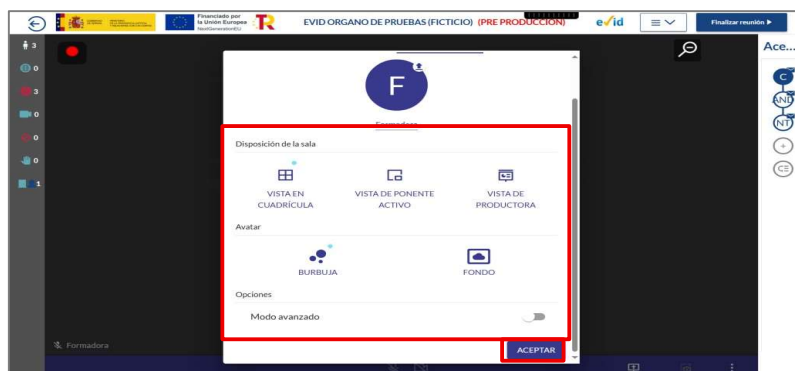 Financiado por
la Unión Europea
NextGenerationEU
EVID ORGANO DE PRUEBAS (FICTICIO) (PRE PRODUCCIÓN)
evid
Finalizar reunión
3
0
3
0
0
0
1
Ace...
C
AND
NT
F
Formadora
Disposición de la sala
VISTA EN
CUADRÍCULA
VISTA DE PONENTE
ACTIVO
VISTA DE
PRODUCTORA
Avatar
BURBUJA
FONDO
Opciones
Modo avanzado
ACEPTAR
Formadora